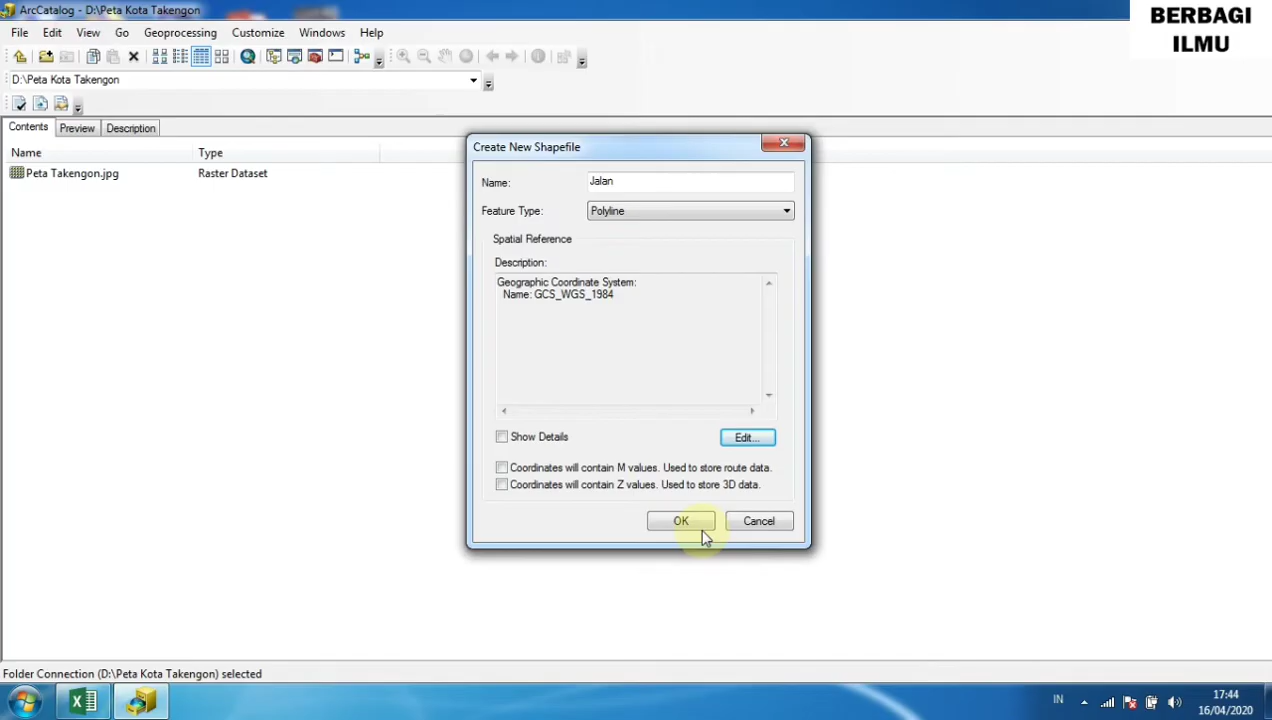 ArcCatalog - D:\Peta Kota Takengon
BERBAGI
ILMU
File Edit View Go Geoprocessing Customize Windows Help
D:\Peta Kota Takengon
Contents Preview Description
Name Type
Peta Takengon.jpg Raster Dataset
Create New Shapefile
Name: Jalan
Feature Type: Polyline
Spatial Reference
Description:
Geographic Coordinate System:
Name: GCS_WGS_1984
Show Details Edit...
Coordinates will contain M values. Used to store route data.
Coordinates will contain Z values. Used to store 3D data.
OK Cancel
Folder Connection (D:\Peta Kota Takengon) selected
IN 17:44
16/04/2020